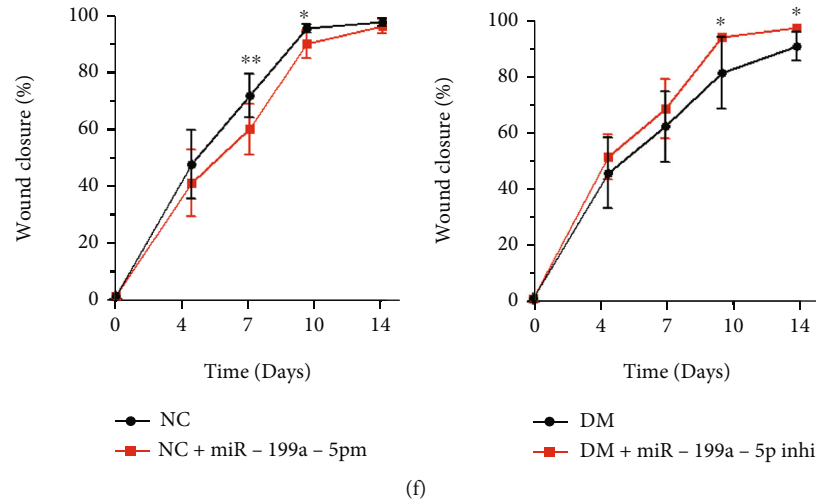 100
80
60
40
20
0
Wound closure (%)
**
*
0 4 7 10 14
Time (Days)
NC
NC + miR – 199a – 5pm
100
80
60
40
20
0
Wound closure (%)
*
*
0 4 7 10 14
Time (Days)
DM
DM + miR – 199a – 5p inhi
(f)